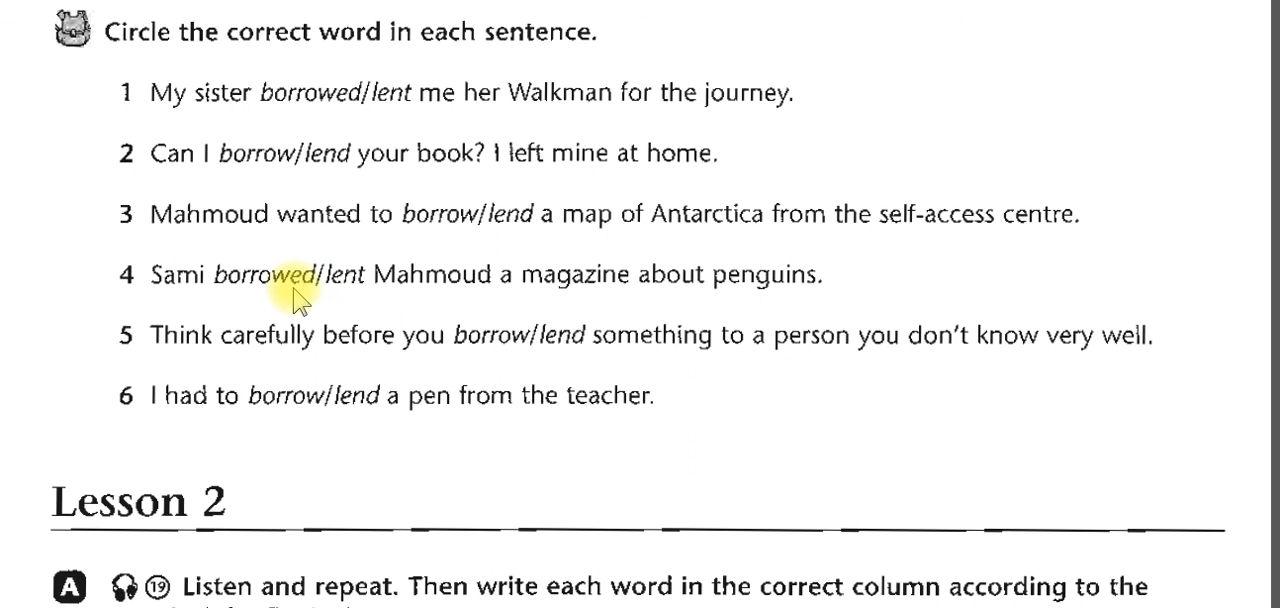 Circle the correct word in each sentence.
1 My sister borrowed/lent me her Walkman for the journey.
2 Can I borrow/lend your book? I left mine at home.
3 Mahmoud wanted to borrow/lend a map of Antarctica from the self-access centre.
4 Sami borrowed/lent Mahmoud a magazine about penguins.
5 Think carefully before you borrow/lend something to a person you don't know very well.
6 I had to borrow/lend a pen from the teacher.
Lesson 2
A 19 Listen and repeat. Then write each word in the correct column according to the